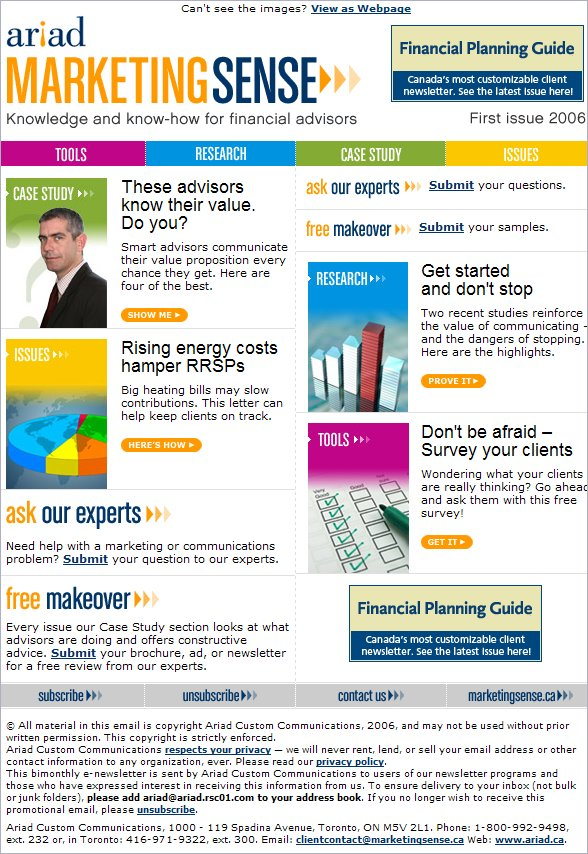 Can't see the images? View as Webpage
ariad
MARKETING SENSE
Knowledge and know-how for financial advisors
Financial Planning Guide
Canada's most customizable client
newsletter. See the latest issue here!
First issue 2006
TOOLS
RESEARCH
CASE STUDY
ISSUES
CASE STUDY
These advisors
know their value.
Do you?
Smart advisors communicate
their value proposition every
chance they get. Here are
four of the best.
SHOW ME
ISSUES
Rising energy costs
hamper RRSPs
Big heating bills may slow
contributions. This letter can
help keep clients on track.
HERE'S HOW
ask our experts
Need help with a marketing or communications
problem? Submit your question to our experts.
free makeover
Every issue our Case Study section looks at what
advisors are doing and offers constructive
advice. Submit your brochure, ad, or newsletter
for a free review from our experts.
ask our experts Submit your questions.
free makeover Submit your samples.
RESEARCH
Get started
and don't stop
Two recent studies reinforce
the value of communicating -
and the dangers of stopping.
Here are the highlights.
PROVE IT
TOOLS
Very Good
Good
Don't be afraid –
Survey your clients
Wondering what your clients
are really thinking? Go ahead
and ask them with this free
survey!
GET IT
Financial Planning Guide
Canada's most customizable client
newsletter. See the latest issue here!
subscribe
unsubscribe
contact us
marketingsense.ca
© All material in this email is copyright Ariad Custom Communications, 2006, and may not be used without prior
written permission. This copyright is strictly enforced.
Ariad Custom Communications respects your privacy — we will never rent, lend, or sell your email address or other
contact information to any organization, ever. Please read our privacy policy.
This bimonthly e-newsletter is sent by Ariad Custom Communications to users of our newsletter programs and
those who have expressed interest in receiving this information from us. To ensure delivery to your inbox (not bulk
or junk folders), please add ariad@ariad.rsc01.com to your address book. If you no longer wish to receive this
promotional email, please unsubscribe.
Ariad Custom Communications, 1000 - 119 Spadina Avenue, Toronto, ON M5V 2L1. Phone: 1-800-992-9498,
ext. 232 or, in Toronto: 416-971-9322, ext. 300. Email: clientcontact@marketingsense.ca Web: www.ariad.ca.